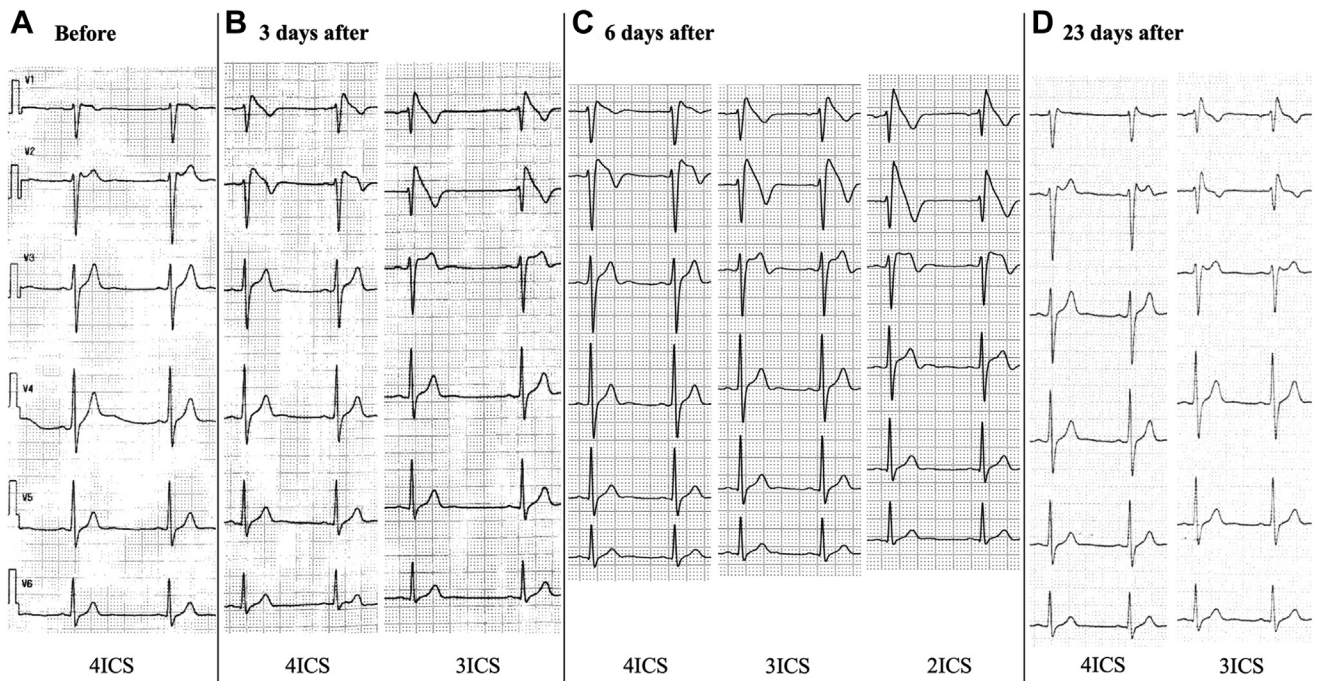 A Before
B 3 days after
C 6 days after
D 23 days after
V1
V2
V3
V4
V5
V6
4ICS
4ICS
3ICS
4ICS
3ICS
2ICS
4ICS
3ICS